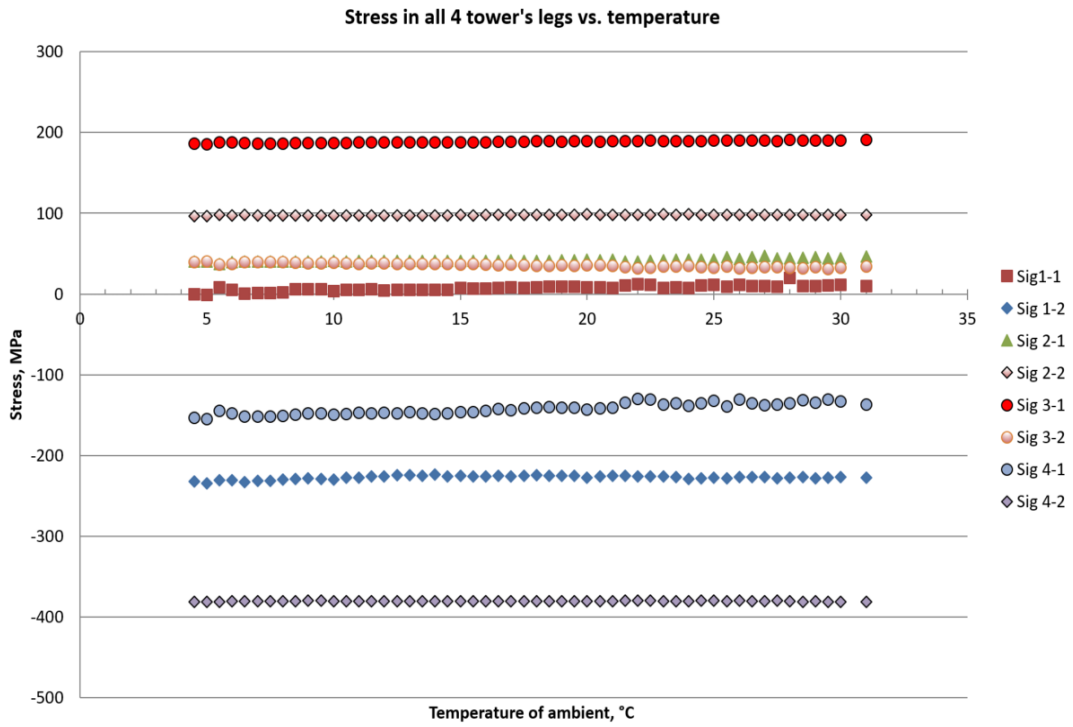 Stress in all 4 tower's legs vs. temperature
300
200
100
0
-100
-200
-300
-400
-500
0
5
10
15
20
25
30
35
Stress, MPa
Temperature of ambient, °C
Sig1-1
Sig 1-2
Sig 2-1
Sig 2-2
Sig 3-1
Sig 3-2
Sig 4-1
Sig 4-2